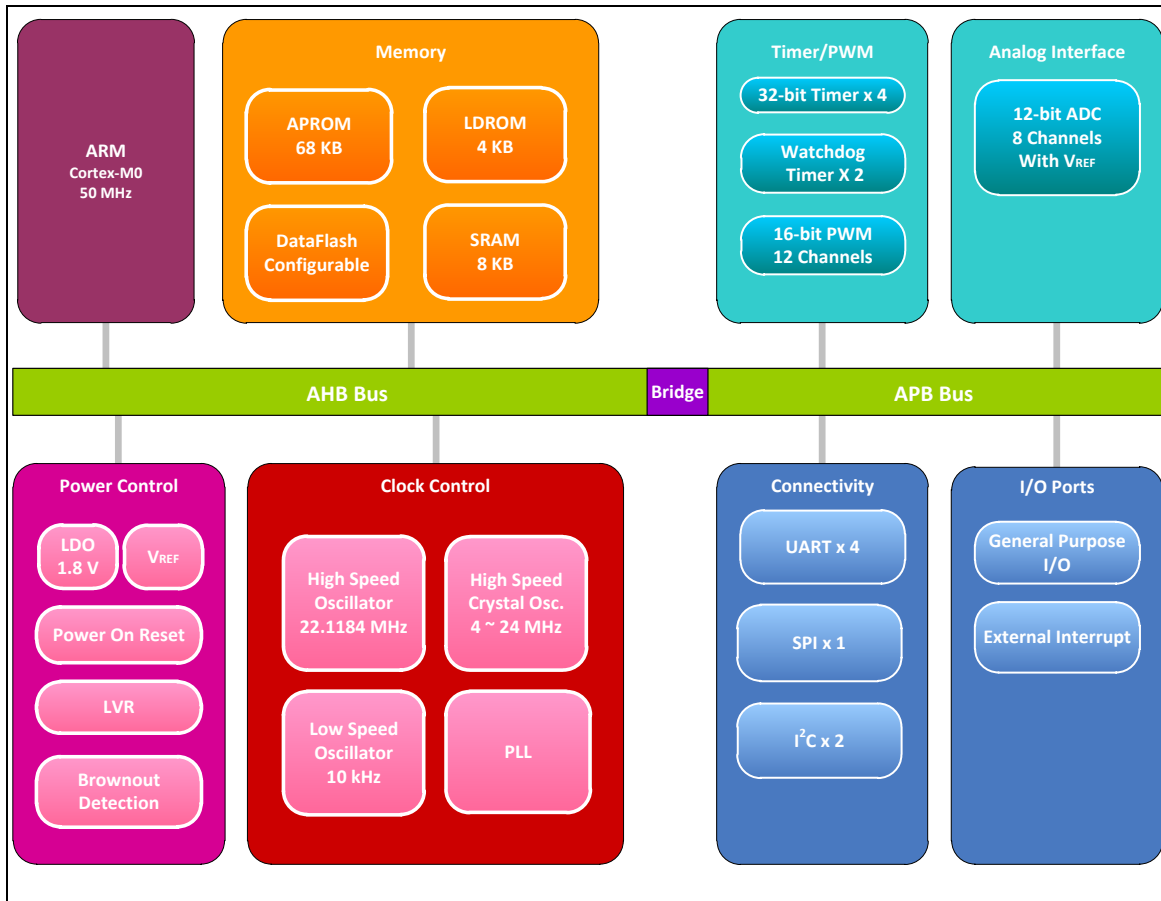 ARM
Cortex-M0
50 MHz
Memory
APROM
68 KB
LDROM
4 KB
DataFlash
Configurable
SRAM
8 KB
Timer/PWM
32-bit Timer x 4
Watchdog
Timer X 2
16-bit PWM
12 Channels
Analog Interface
12-bit ADC
8 Channels
With VREF
AHB Bus
Bridge
APB Bus
Power Control
LDO
1.8 V
VREF
Power On Reset
LVR
Brownout
Detection
Clock Control
High Speed
Oscillator
22.1184 MHz
High Speed
Crystal Osc.
4 ~ 24 MHz
Low Speed
Oscillator
10 kHz
PLL
Connectivity
UART x 4
SPI x 1
I²C x 2
I/O Ports
General Purpose
I/O
External Interrupt